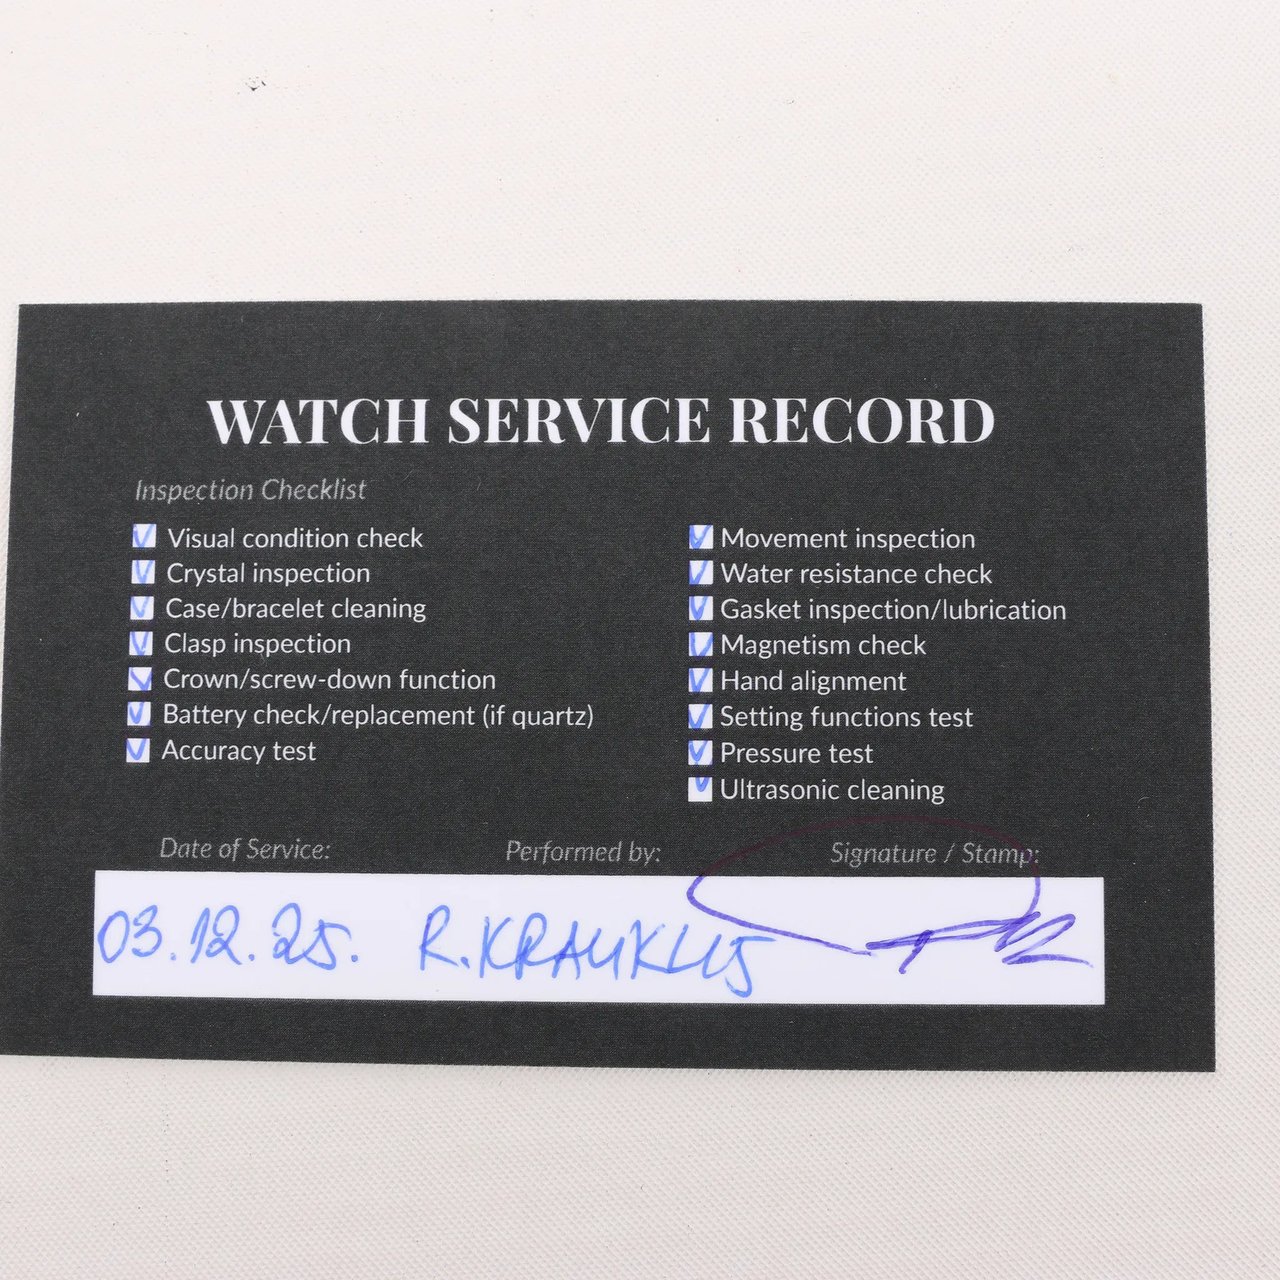 WATCH SERVICE RECORD
Inspection Checklist
Visual condition check
Crystal inspection
Case/bracelet cleaning
Clasp inspection
Crown/screw-down function
Battery check/replacement (if quartz)
Accuracy test
Movement inspection
Water resistance check
Gasket inspection/lubrication
Magnetism check
Hand alignment
Setting functions test
Pressure test
Ultrasonic cleaning
Date of Service: Performed by: Signature / Stamp:
03.12.25. R.KRAUKLIS